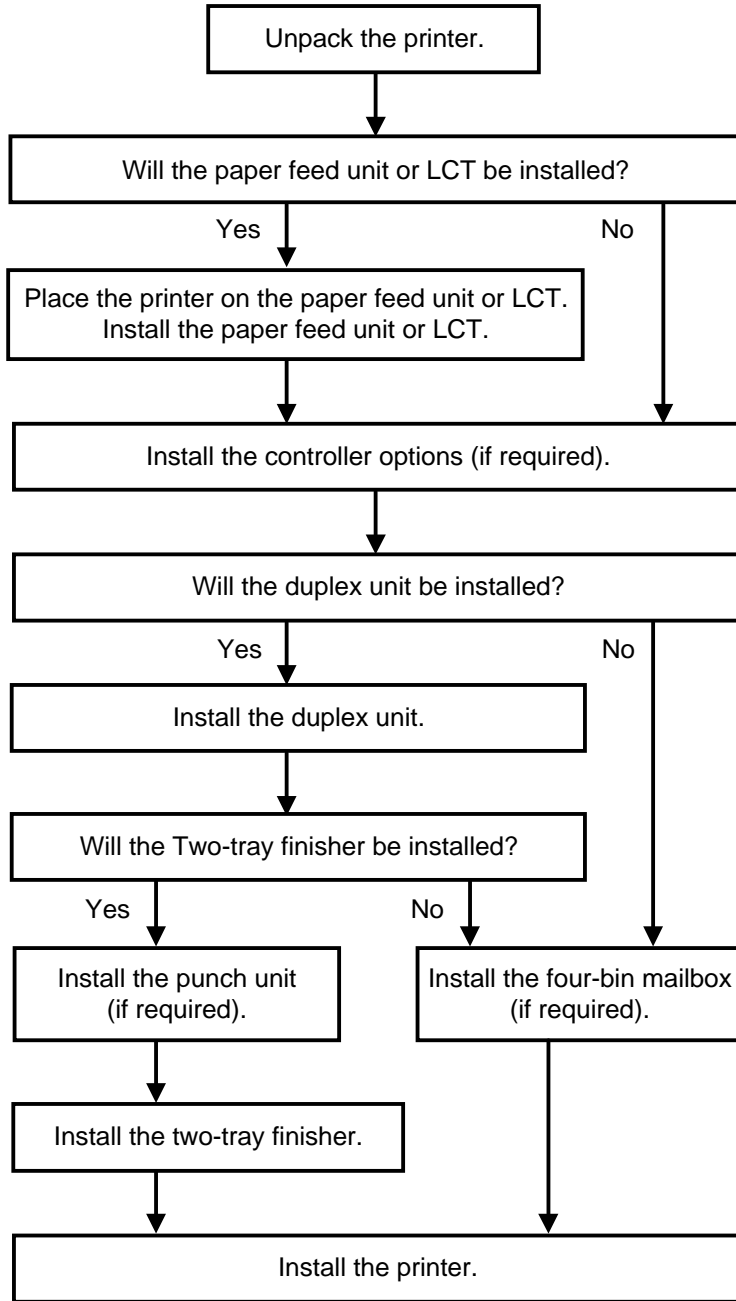 Unpack the printer.
Will the paper feed unit or LCT be installed?
Yes
No
Place the printer on the paper feed unit or LCT.
Install the paper feed unit or LCT.
Install the controller options (if required).
Will the duplex unit be installed?
Yes
No
Install the duplex unit.
Will the Two-tray finisher be installed?
Yes
No
Install the punch unit
(if required).
Install the four-bin mailbox
(if required).
Install the two-tray finisher.
Install the printer.